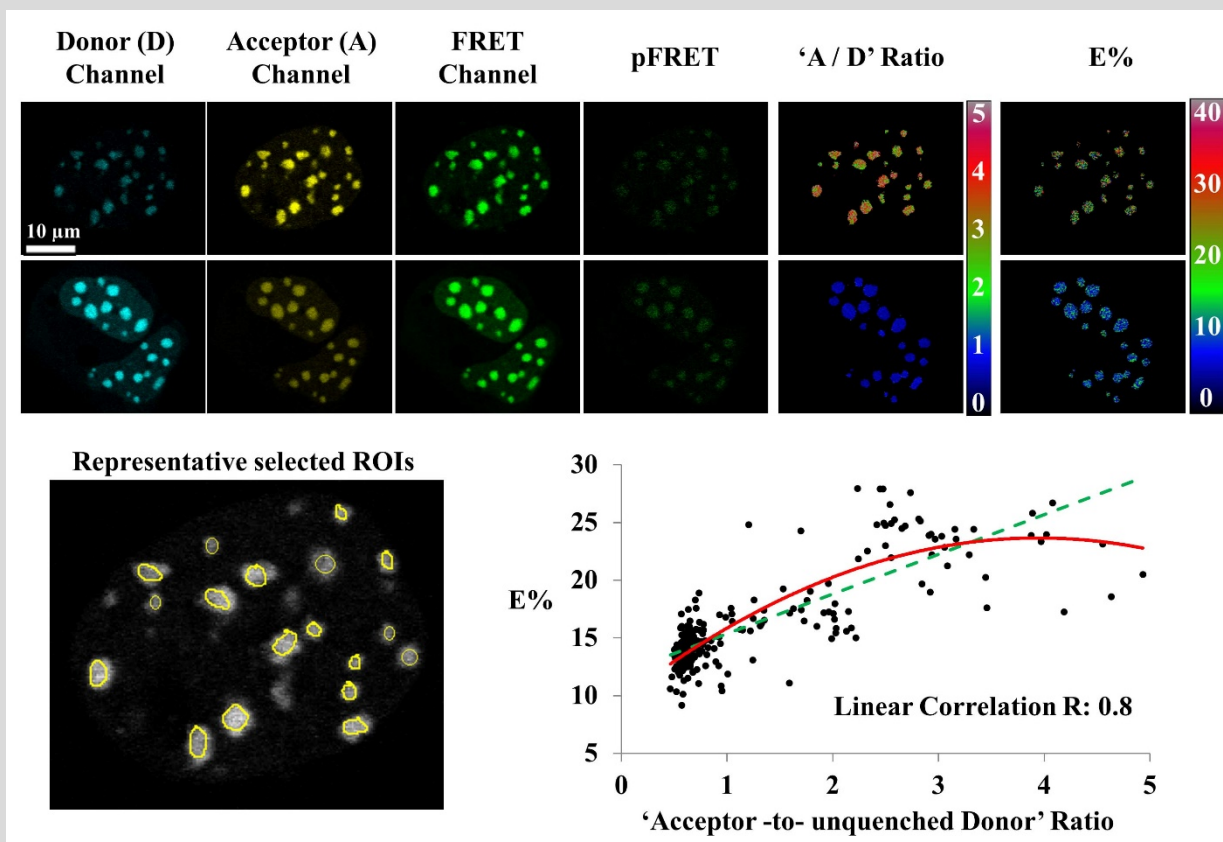 Donor (D)
Channel
Acceptor (A)
Channel
FRET
Channel
pFRET
‘A / D’ Ratio
E%
10 µm
5
4
3
2
1
0
40
30
20
10
0
Representative selected ROIs
E%
30
25
20
15
10
5
Linear Correlation R: 0.8
0 1 2 3 4 5
‘Acceptor -to- unquenched Donor’ Ratio